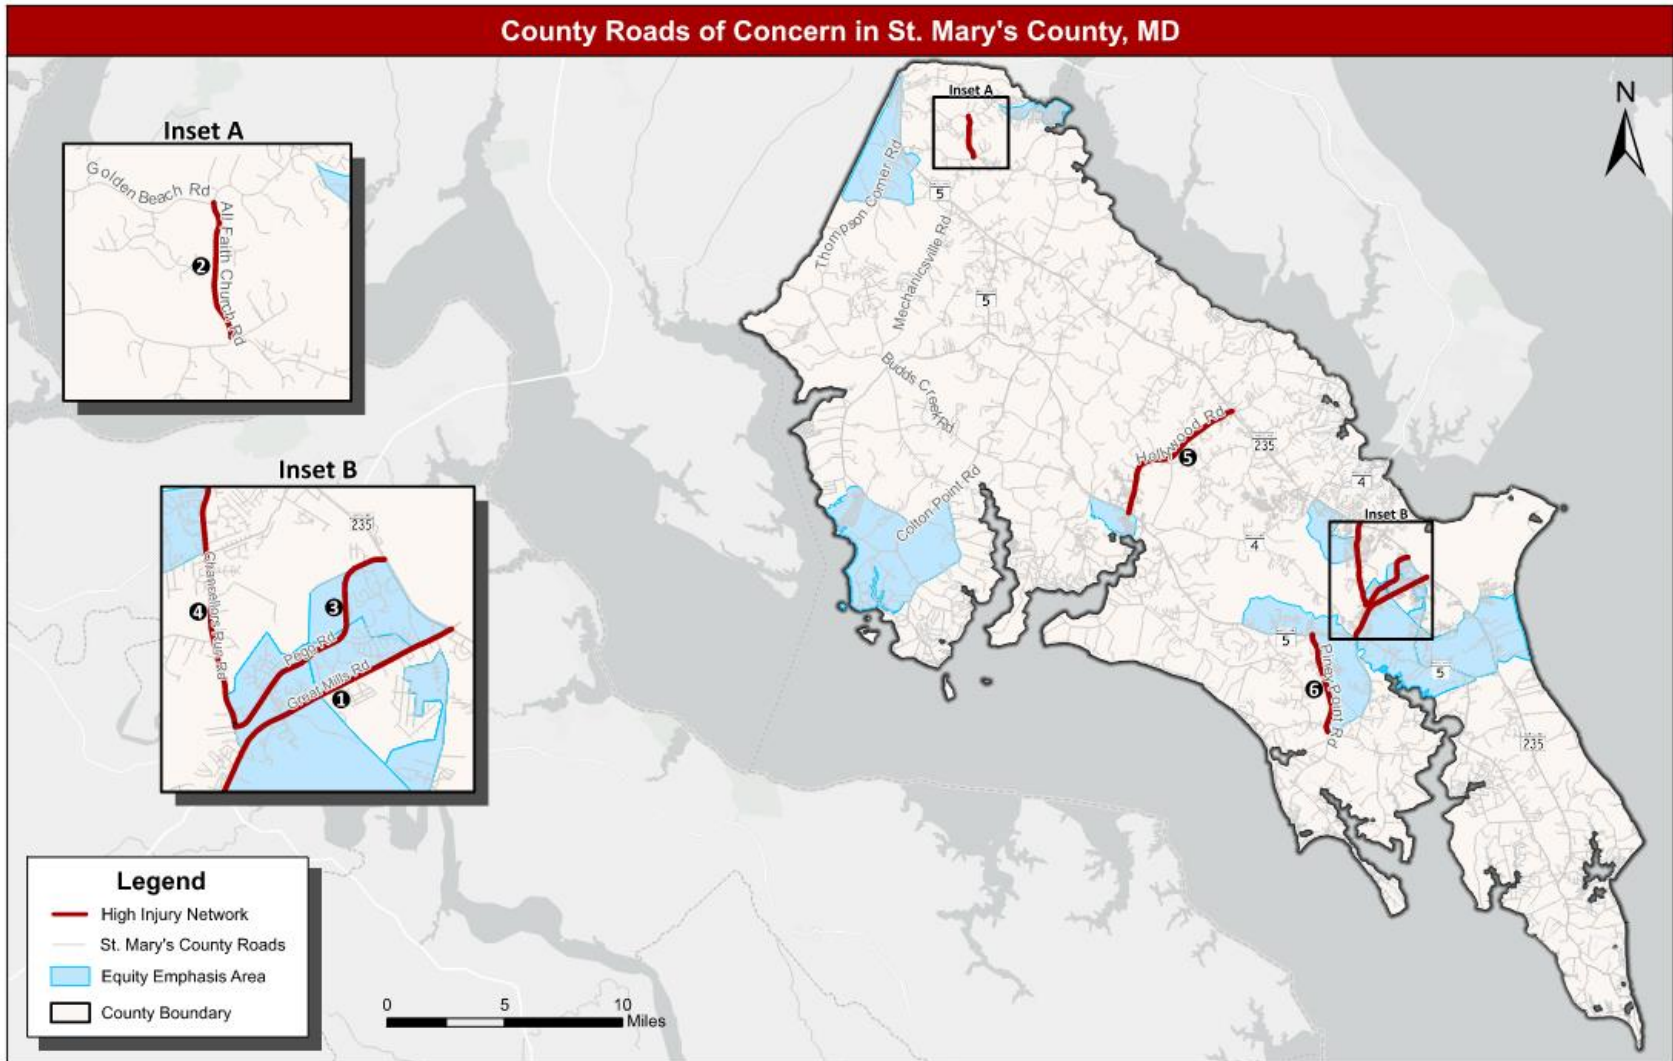 County Roads of Concern in St. Mary's County, MD
Inset A
N
Inset A
Golden Beach Rd
All Faith Church Rd
2
Thompson Corner Rd
5
Mechanicsville Rd
5
Budds Creek Rd
Hollywood Rd
5
235
Colton Point Rd
4
Inset B
4
5
Piney Point Rd
6
5
235
Inset B
235
Chancellors Run Rd
4
3
Pegg Rd
Great Mills Rd
1
Legend
High Injury Network
St. Mary's County Roads
Equity Emphasis Area
County Boundary
0 5 10
Miles